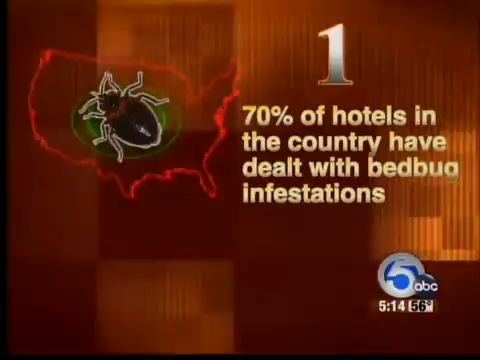 1
70% of hotels in
the country have
dealt with bedbug
infestations
5 abc
5:14 56°